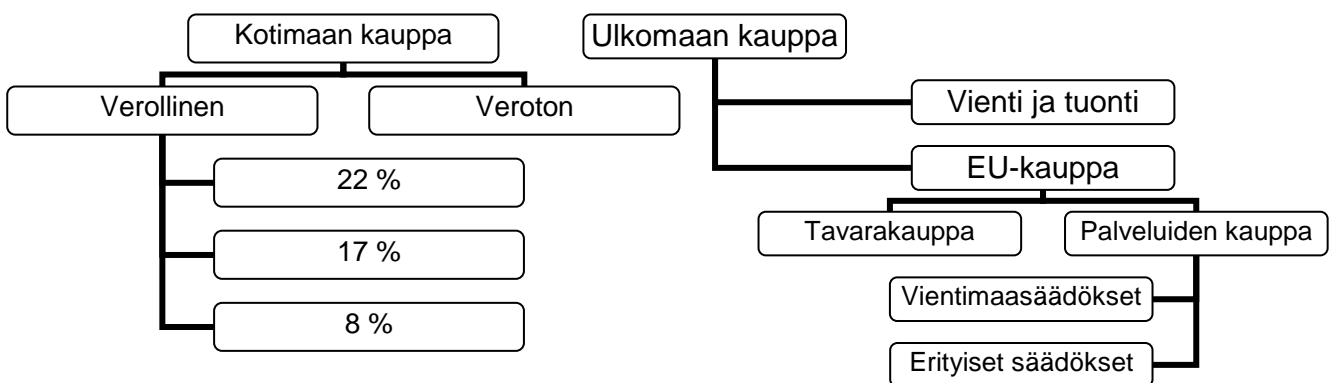 Kotimaan kauppa
Verollinen
Veroton
22 %
17 %
8 %
Ulkomaan kauppa
Vienti ja tuonti
EU-kauppa
Tavarakauppa
Palveluiden kauppa
Vientimaasäädökset
Erityiset säädökset